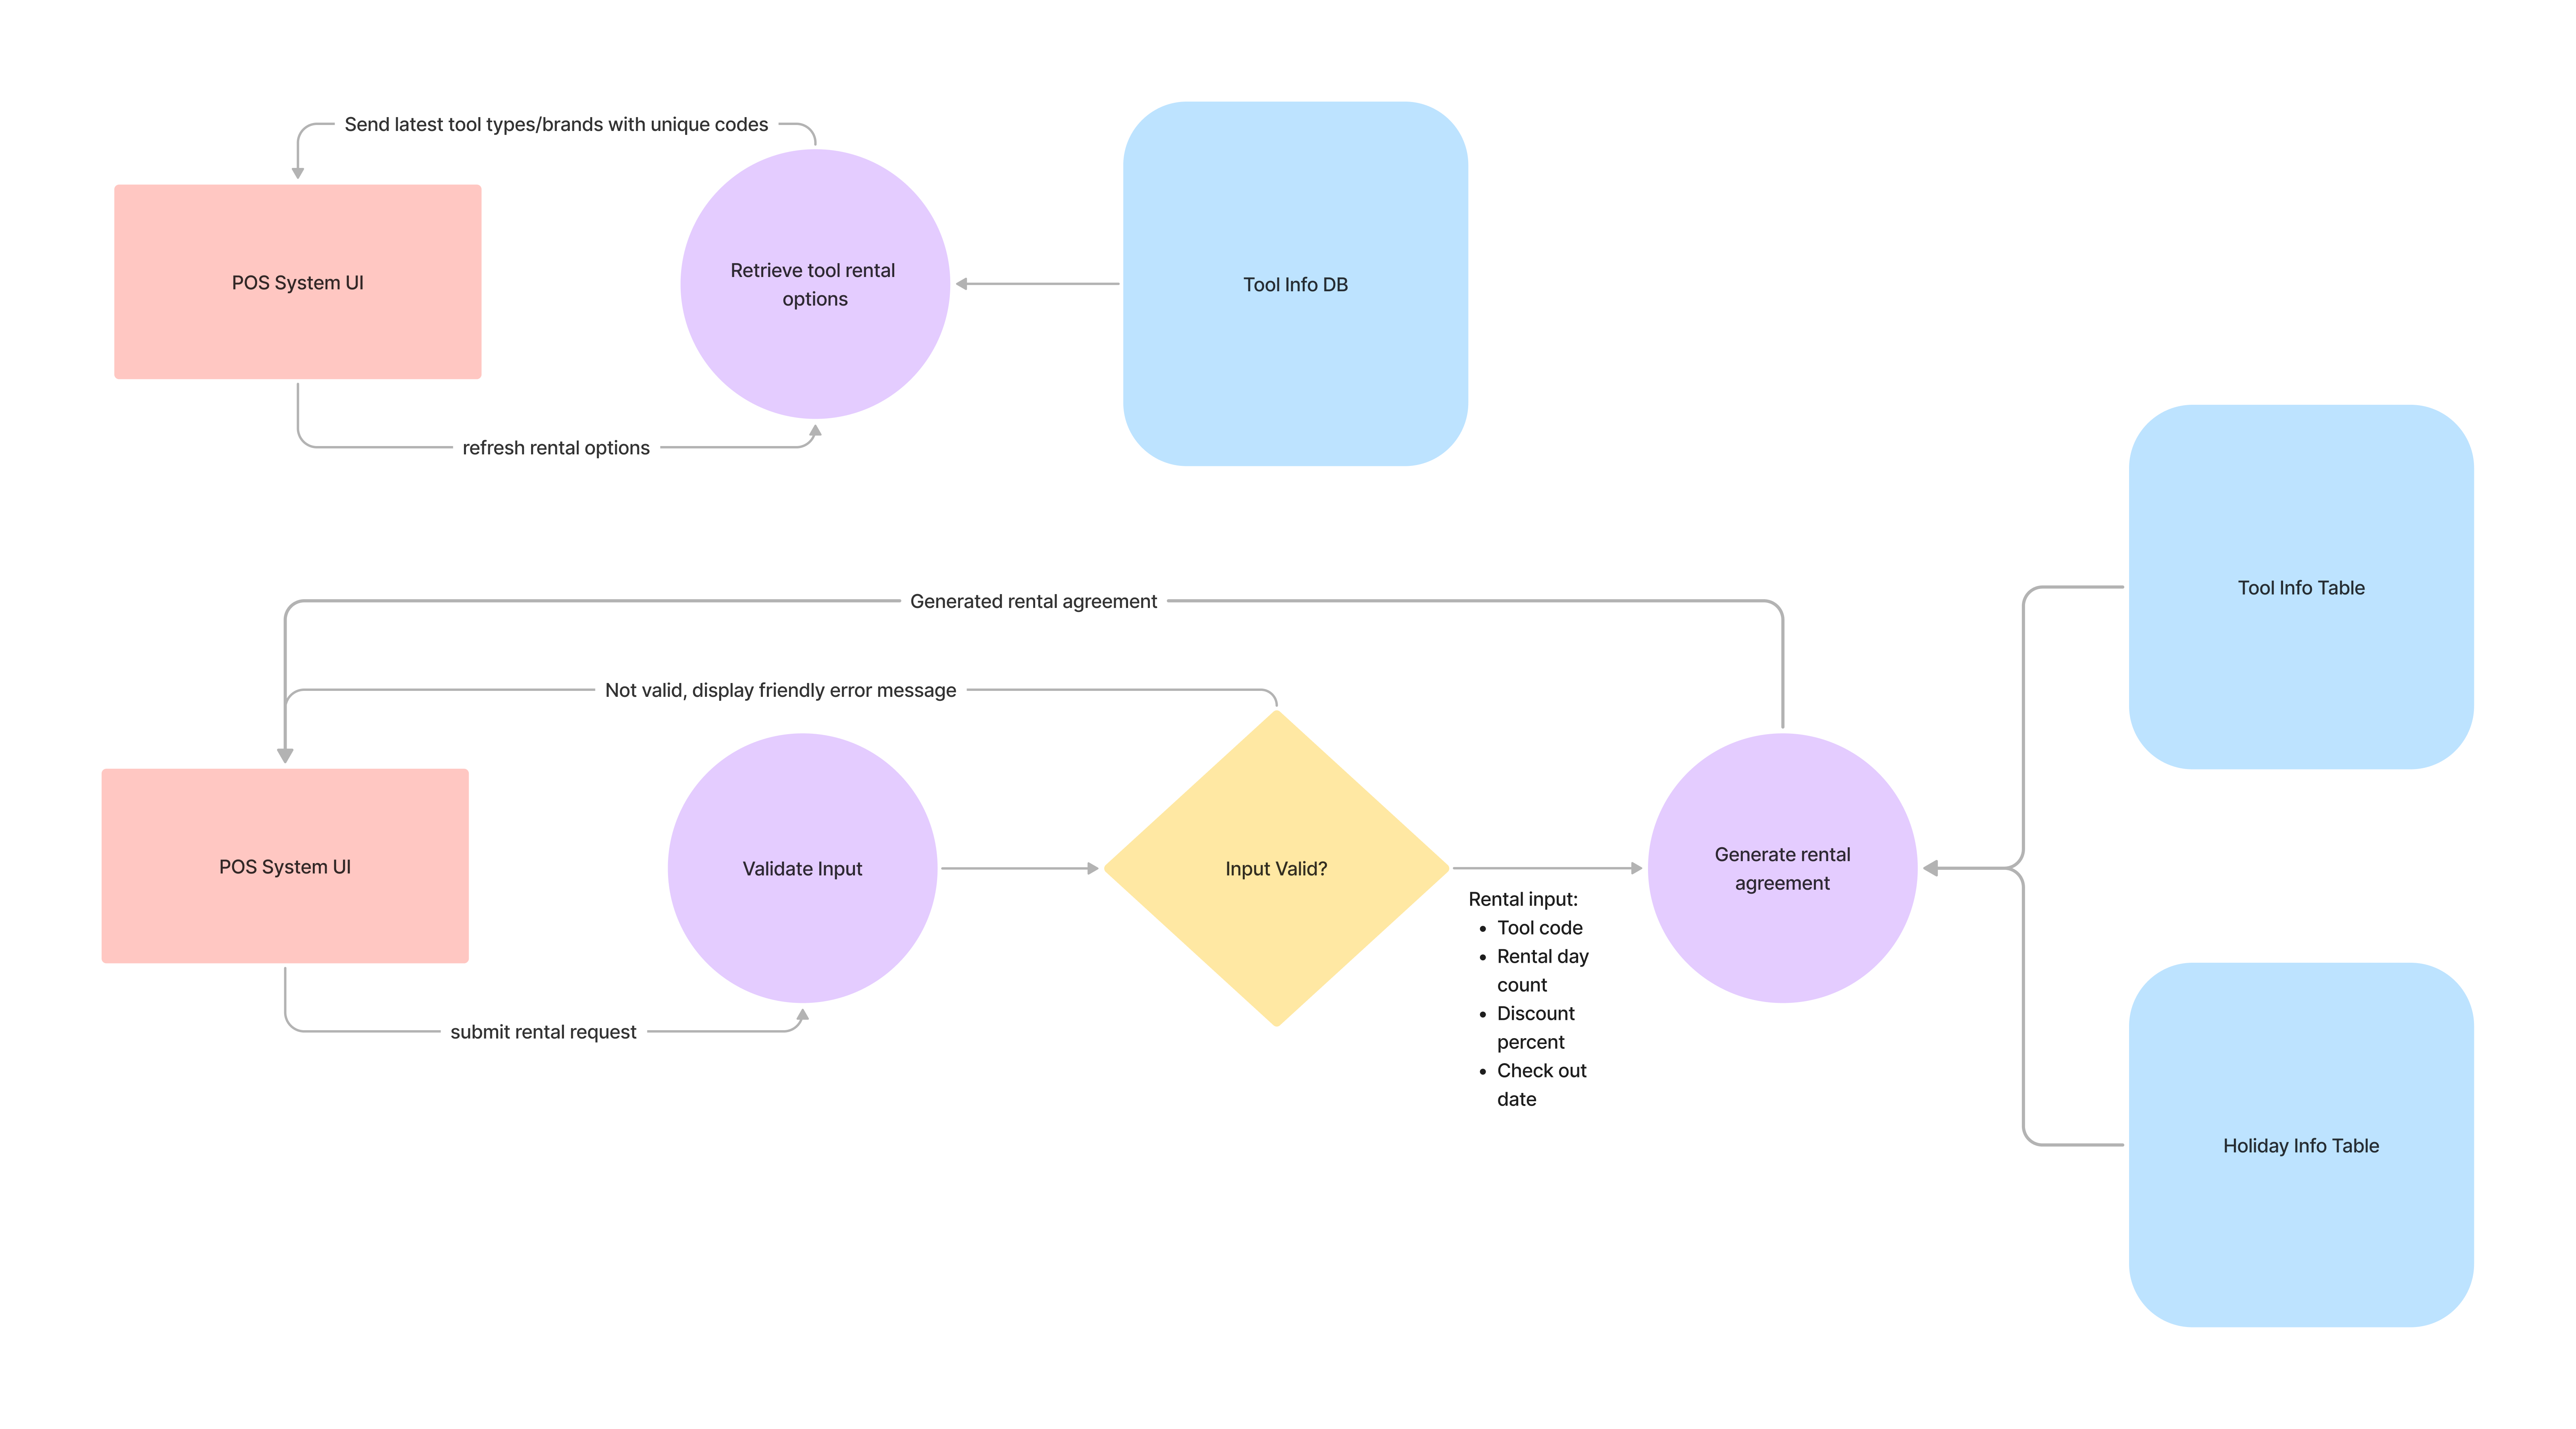 Send latest tool types/brands with unique codes
POS System UI
Retrieve tool rental
options
Tool Info DB
refresh rental options
Tool Info Table
Generated rental agreement
Not valid, display friendly error message
POS System UI
Validate Input
Input Valid?
Generate rental
agreement
Rental input:
• Tool code
• Rental day
count
• Discount
percent
• Check out
date
submit rental request
Holiday Info Table